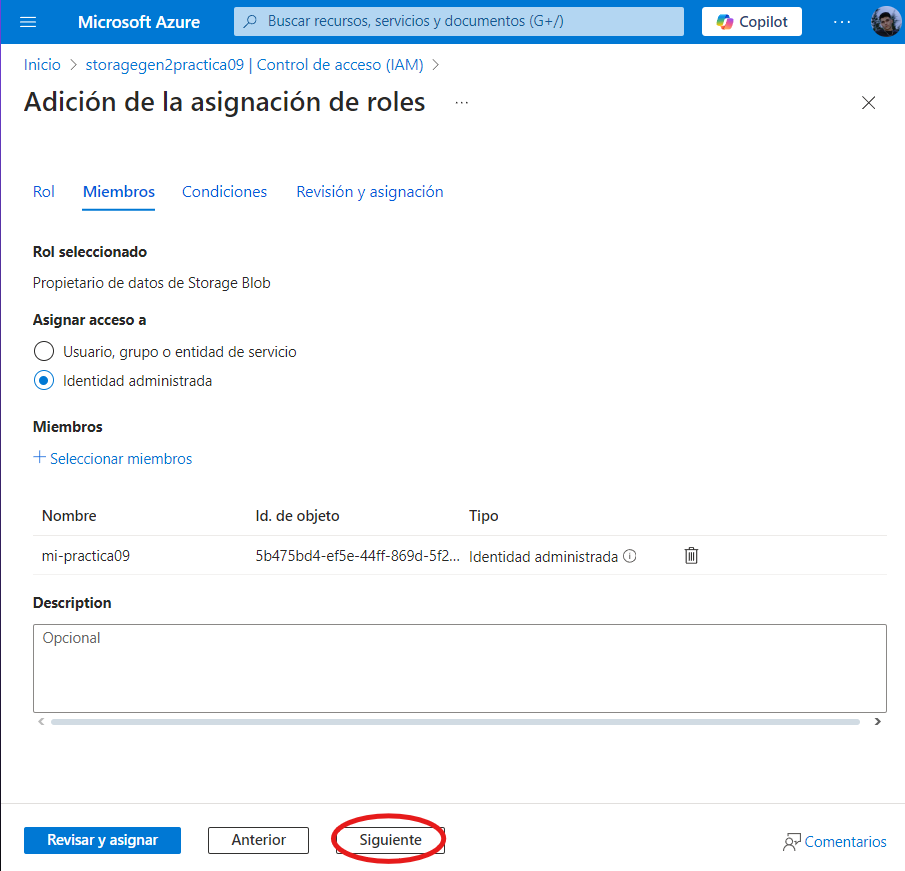 Microsoft Azure
Buscar recursos, servicios y documentos (G+/)
Copilot
Inicio > storagegen2practica09 | Control de acceso (IAM) >
Adición de la asignación de roles
Rol Miembros Condiciones Revisión y asignación
Rol seleccionado
Propietario de datos de Storage Blob
Asignar acceso a
Usuario, grupo o entidad de servicio
Identidad administrada
Miembros
+ Seleccionar miembros
Nombre Id. de objeto Tipo
mi-practica09 5b475bd4-ef5e-44ff-869d-5f2... Identidad administrada
Description
Opcional
Revisar y asignar Anterior Siguiente Comentarios